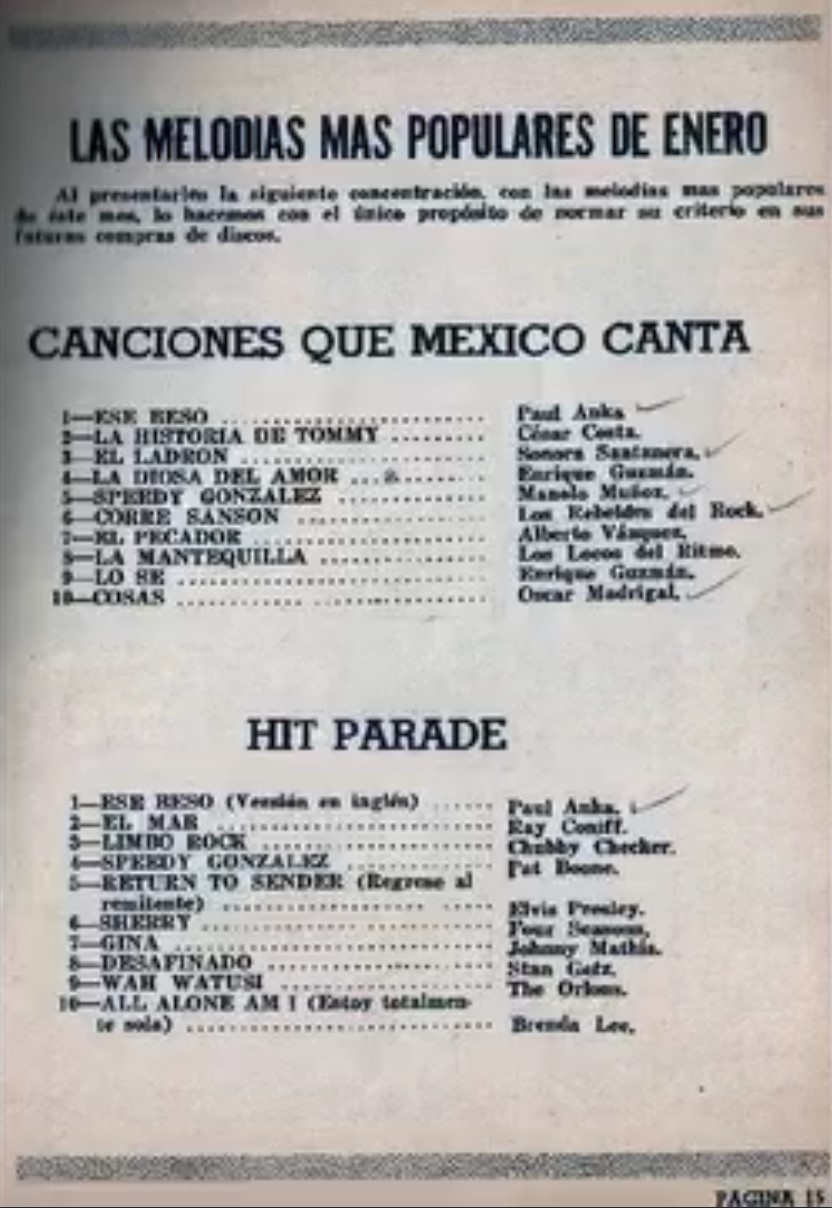 LAS MELODIAS MAS POPULARES DE ENERO
Al presentarles la siguiente concentración, con las melodías mas populares
de éste mes, lo hacemos con el único propósito de normar su criterio en sus
futuras compras de discos.
CANCIONES QUE MEXICO CANTA
1—ESE BESO .......................... Paul Anka
2—LA HISTORIA DE TOMMY ......... César Costa.
3—EL LADRON ........................ Sonora Santanera.
4—LA DIOSA DEL AMOR ............. Enrique Guzmán.
5—SPEEDY GONZALEZ ............... Manolo Muñoz.
6—CORRE SANSON ................... Los Rebeldes del Rock.
7—EL PECADOR ...................... Alberto Vásquez.
8—LA MANTEQUILLA ................ Los Locos del Ritmo.
9—LO SE .............................. Enrique Guzmán.
10—COSAS ............................ Oscar Madrigal.
HIT PARADE
1—ESE BESO (Versión en inglés) ...... Paul Anka.
2—EL MAR ........................... Ray Coniff.
3—LIMBO ROCK ....................... Chubby Checker.
4—SPEEDY GONZALEZ ............... Pat Boone.
5—RETURN TO SENDER (Regrese al
remitente) ........................... Elvis Presley.
6—SHERRY ........................... Four Seasons.
7—GINA .............................. Johnny Mathis.
8—DESAFINADO ...................... Stan Getz.
9—WAH WATUSI ..................... The Orlons.
10—ALL ALONE AM I (Estoy totalmen-
te sola) .............................. Brenda Lee.
PAGINA 15